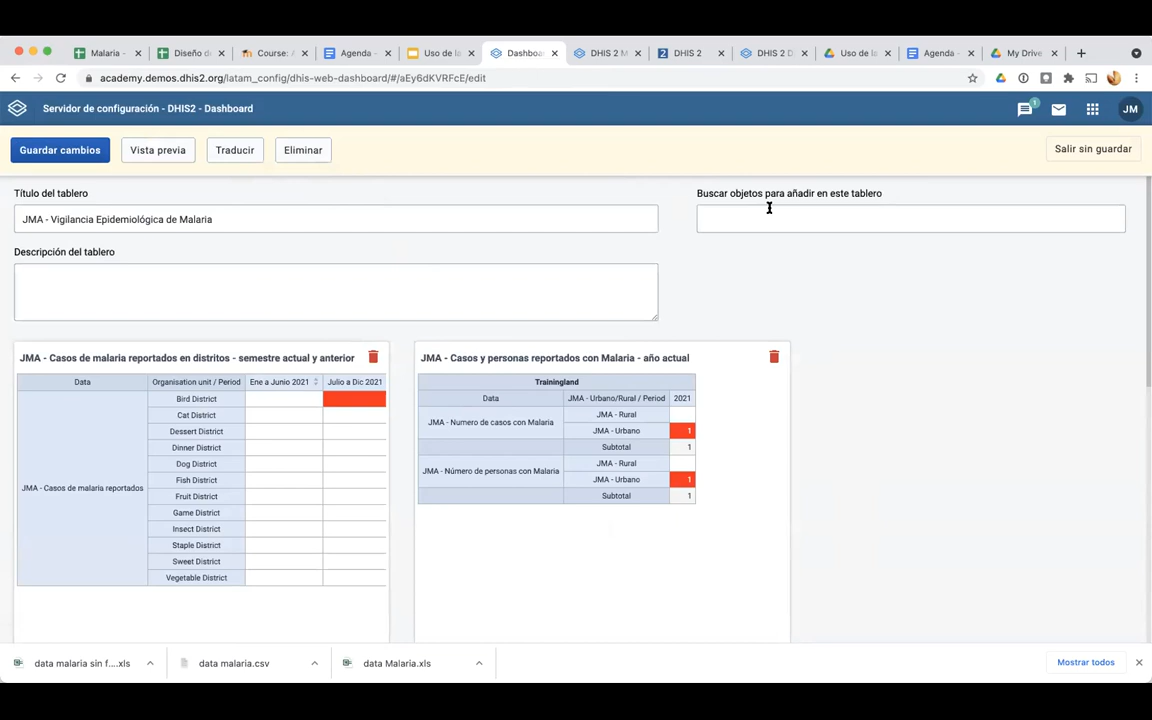 Malaria -
Diseño d
Course: A
Agenda -
Uso de la
Dashboa
DHIS 2 M
DHIS 2
DHIS 2 D
Uso de la
Agenda -
My Drive
academy.demos.dhis2.org/latam_config/dhis-web-dashboard/#/aEy6dKVRFcE/edit
Servidor de configuración - DHIS2 - Dashboard
1
JM
Guardar cambios
Vista previa
Traducir
Eliminar
Salir sin guardar
Título del tablero
Buscar objetos para añadir en este tablero
JMA - Vigilancia Epidemiológica de Malaria
Descripción del tablero
JMA - Casos de malaria reportados en distritos - semestre actual y anterior
Data Organisation unit / Period Ene a Junio 2021 Julio a Dic 2021
JMA - Casos de malaria reportados
Bird District
Cat District
Dessert District
Dinner District
Dog District
Fish District
Fruit District
Game District
Insect District
Staple District
Sweet District
Vegetable District
JMA - Casos y personas reportados con Malaria - año actual
Trainingland
Data JMA - Urbano/Rural / Period 2021
JMA - Numero de casos con Malaria
JMA - Rural
JMA - Urbano 1
Subtotal 1
JMA - Número de personas con Malaria
JMA - Rural
JMA - Urbano 1
Subtotal 1
data malaria sin f....xls
data malaria.csv
data Malaria.xls
Mostrar todos